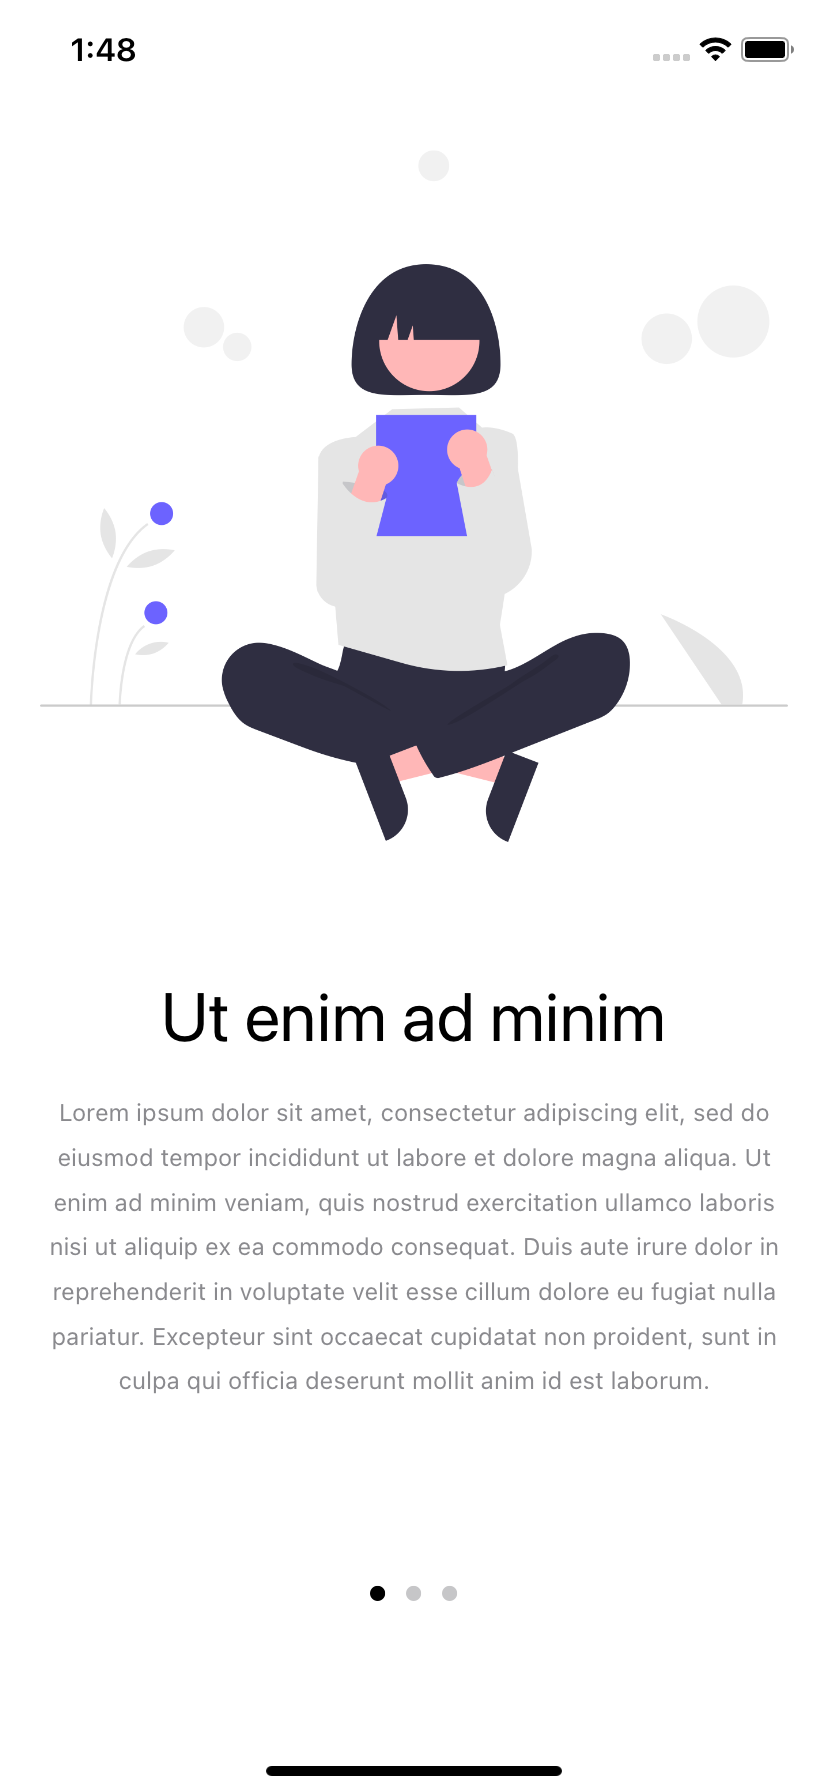 1:48
Ut enim ad minim
Lorem ipsum dolor sit amet, consectetur adipiscing elit, sed do
eiusmod tempor incididunt ut labore et dolore magna aliqua. Ut
enim ad minim veniam, quis nostrud exercitation ullamco laboris
nisi ut aliquip ex ea commodo consequat. Duis aute irure dolor in
reprehenderit in voluptate velit esse cillum dolore eu fugiat nulla
pariatur. Excepteur sint occaecat cupidatat non proident, sunt in
culpa qui officia deserunt mollit anim id est laborum.